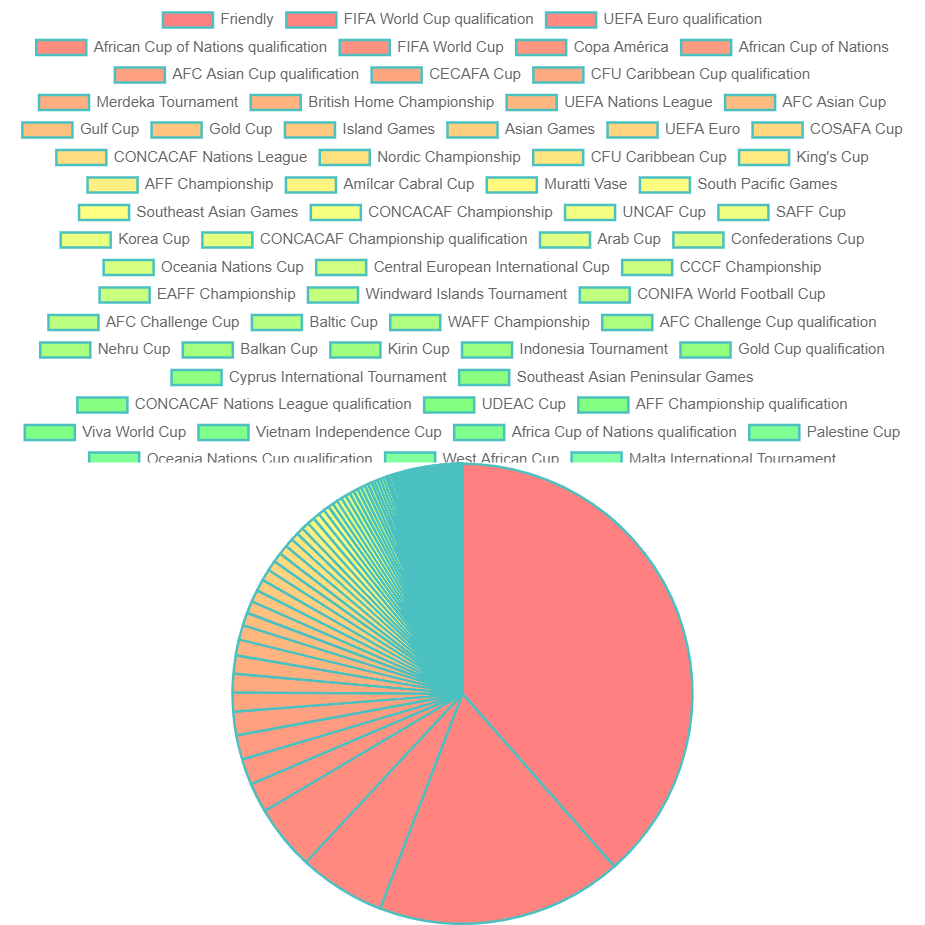 Friendly FIFA World Cup qualification UEFA Euro qualification
African Cup of Nations qualification FIFA World Cup Copa América African Cup of Nations
AFC Asian Cup qualification CECAFA Cup CFU Caribbean Cup qualification
Merdeka Tournament British Home Championship UEFA Nations League AFC Asian Cup
Gulf Cup Gold Cup Island Games Asian Games UEFA Euro COSAFA Cup
CONCACAF Nations League Nordic Championship CFU Caribbean Cup King's Cup
AFF Championship Amílcar Cabral Cup Muratti Vase South Pacific Games
Southeast Asian Games CONCACAF Championship UNCAF Cup SAFF Cup
Korea Cup CONCACAF Championship qualification Arab Cup Confederations Cup
Oceania Nations Cup Central European International Cup CCCF Championship
EAFF Championship Windward Islands Tournament CONIFA World Football Cup
AFC Challenge Cup Baltic Cup WAFF Championship AFC Challenge Cup qualification
Nehru Cup Balkan Cup Kirin Cup Indonesia Tournament Gold Cup qualification
Cyprus International Tournament Southeast Asian Peninsular Games
CONCACAF Nations League qualification UDEAC Cup AFF Championship qualification
Viva World Cup Vietnam Independence Cup Africa Cup of Nations qualification Palestine Cup
Oceania Nations Cup qualification West African Cup Malta International Tournament